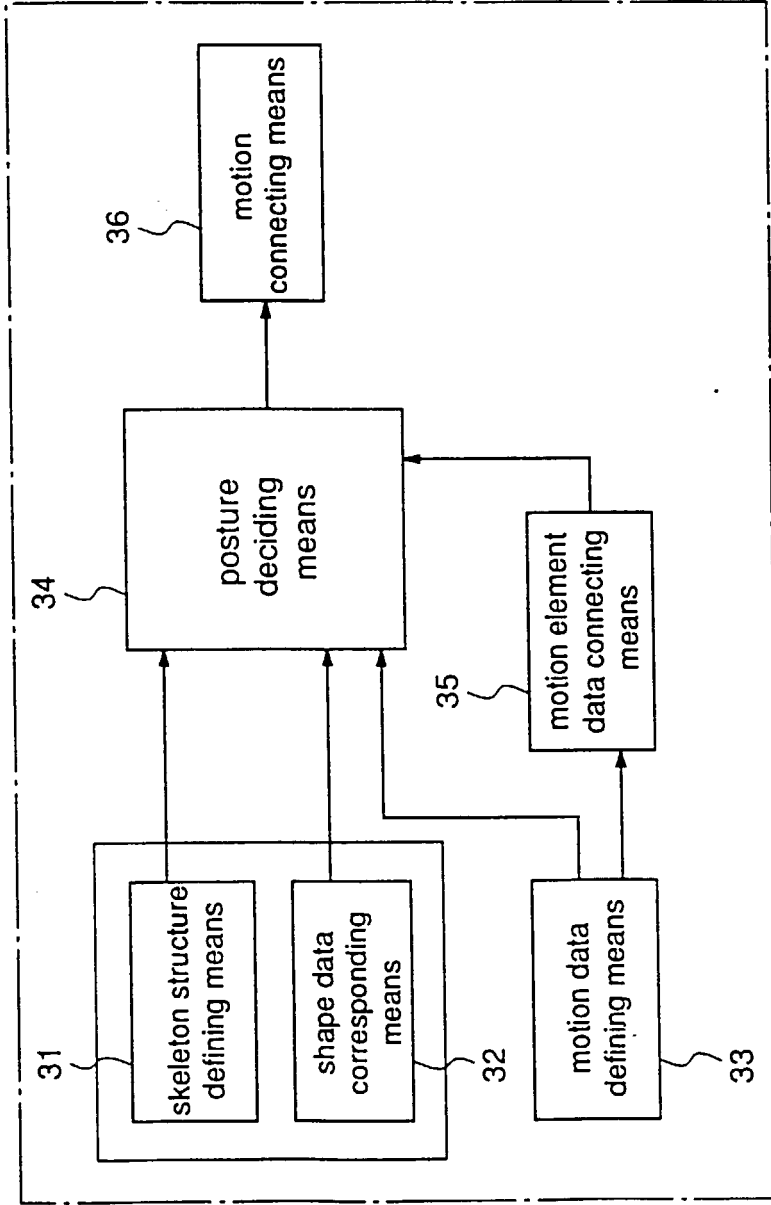 31
skeleton structure
defining means
shape data
corresponding
means
32
motion data
defining means
33
34
posture
deciding
means
35
motion element
data connecting
means
36
motion
connecting means